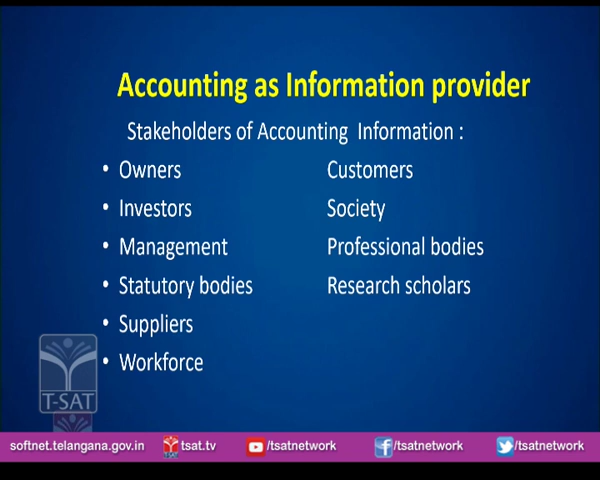 Accounting as Information provider
Stakeholders of Accounting Information :
• Owners
• Investors
• Management
• Statutory bodies
• Suppliers
• Workforce
Customers
Society
Professional bodies
Research scholars
T-SAT
softnet.telangana.gov.in T-SAT tsat.tv /tsatnetwork /tsatnetwork /tsatnetwork